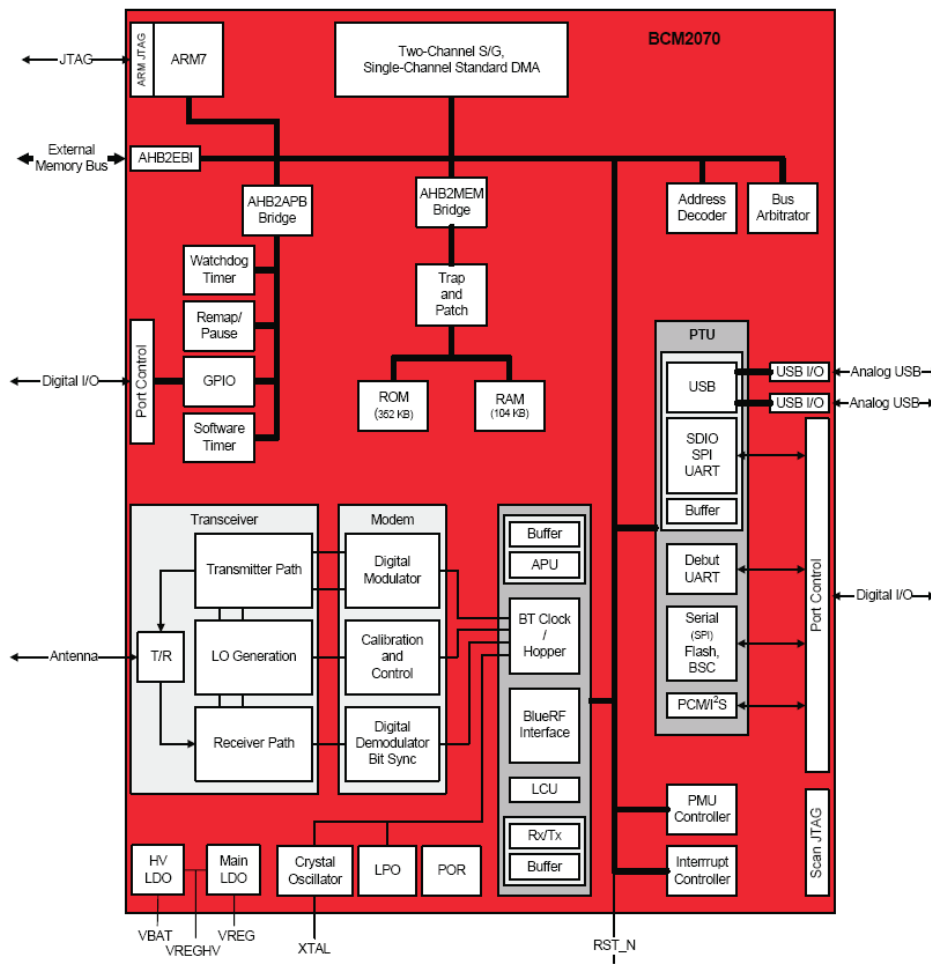 BCM2070
JTAG
ARM JTAG
ARM7
Two-Channel S/G,
Single-Channel Standard DMA
External
Memory Bus
AHB2EBI
AHB2APB
Bridge
AHB2MEM
Bridge
Address
Decoder
Bus
Arbitrator
Watchdog
Timer
Remap/
Pause
GPIO
Software
Timer
Digital I/O
Port Control
Trap
and
Patch
ROM
(352 KB)
RAM
(104 KB)
PTU
USB
USB I/O
Analog USB
USB I/O
Analog USB
SDIO
SPI
UART
Buffer
Debut
UART
Serial
(SPI)
Flash,
BSC
PCM/I²S
Port Control
Digital I/O
Transceiver
Transmitter Path
T/R
LO Generation
Receiver Path
Antenna
Modem
Digital
Modulator
Calibration
and
Control
Digital
Demodulator
Bit Sync
Buffer
APU
BT Clock
/
Hopper
BlueRF
Interface
LCU
Rx/Tx
Buffer
PMU
Controller
Interrrupt
Controller
Scan JTAG
HV
LDO
Main
LDO
Crystal
Oscillator
LPO
POR
VBAT
VREGHV
VREG
XTAL
RST_N